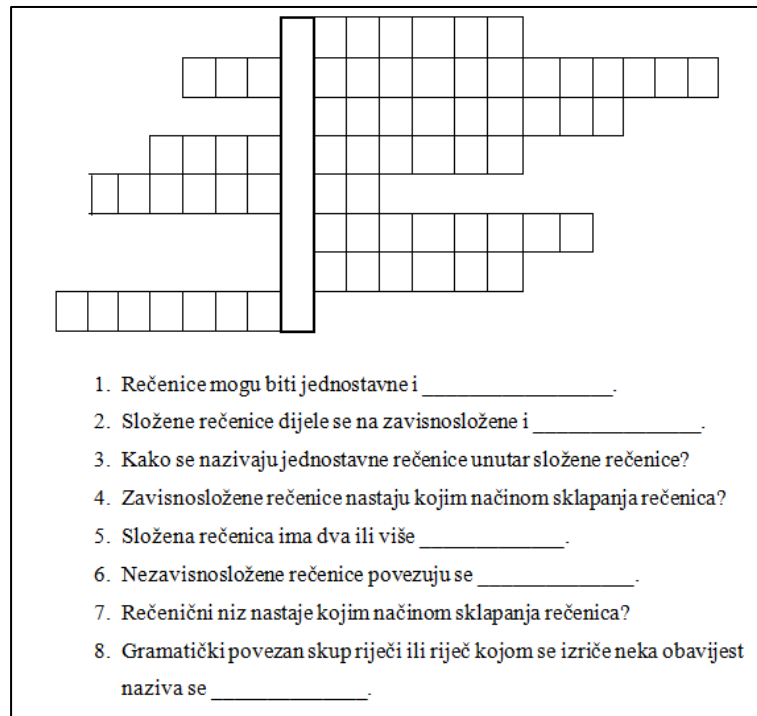 1. Rečenice mogu biti jednostavne i _________________.
2. Složene rečenice dijele se na zavisnosložene i _______________.
3. Kako se nazivaju jednostavne rečenice unutar složene rečenice?
4. Zavisnosložene rečenice nastaju kojim načinom sklapanja rečenica?
5. Složena rečenica ima dva ili više _____________.
6. Nezavisnosložene rečenice povezuju se ______________.
7. Rečenični niz nastaje kojim načinom sklapanja rečenica?
8. Gramatički povezan skup riječi ili riječ kojom se izriče neka obavijest
naziva se ______________.